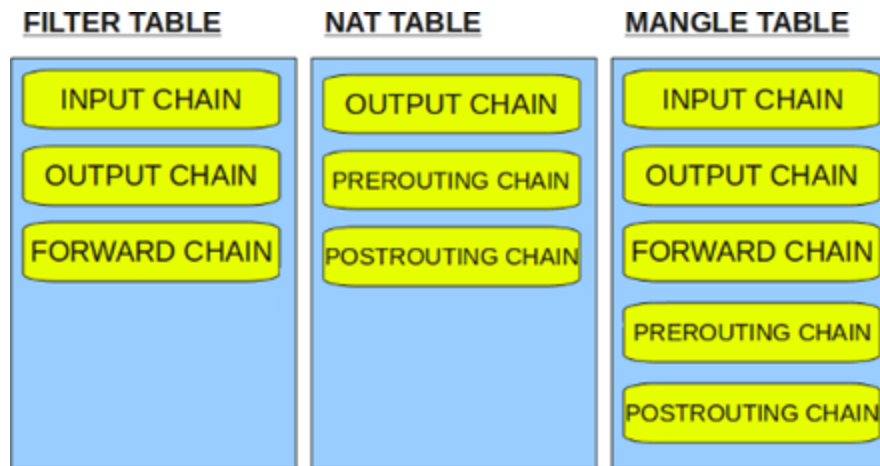 FILTER TABLE
INPUT CHAIN
OUTPUT CHAIN
FORWARD CHAIN
NAT TABLE
OUTPUT CHAIN
PREROUTING CHAIN
POSTROUTING CHAIN
MANGLE TABLE
INPUT CHAIN
OUTPUT CHAIN
FORWARD CHAIN
PREROUTING CHAIN
POSTROUTING CHAIN